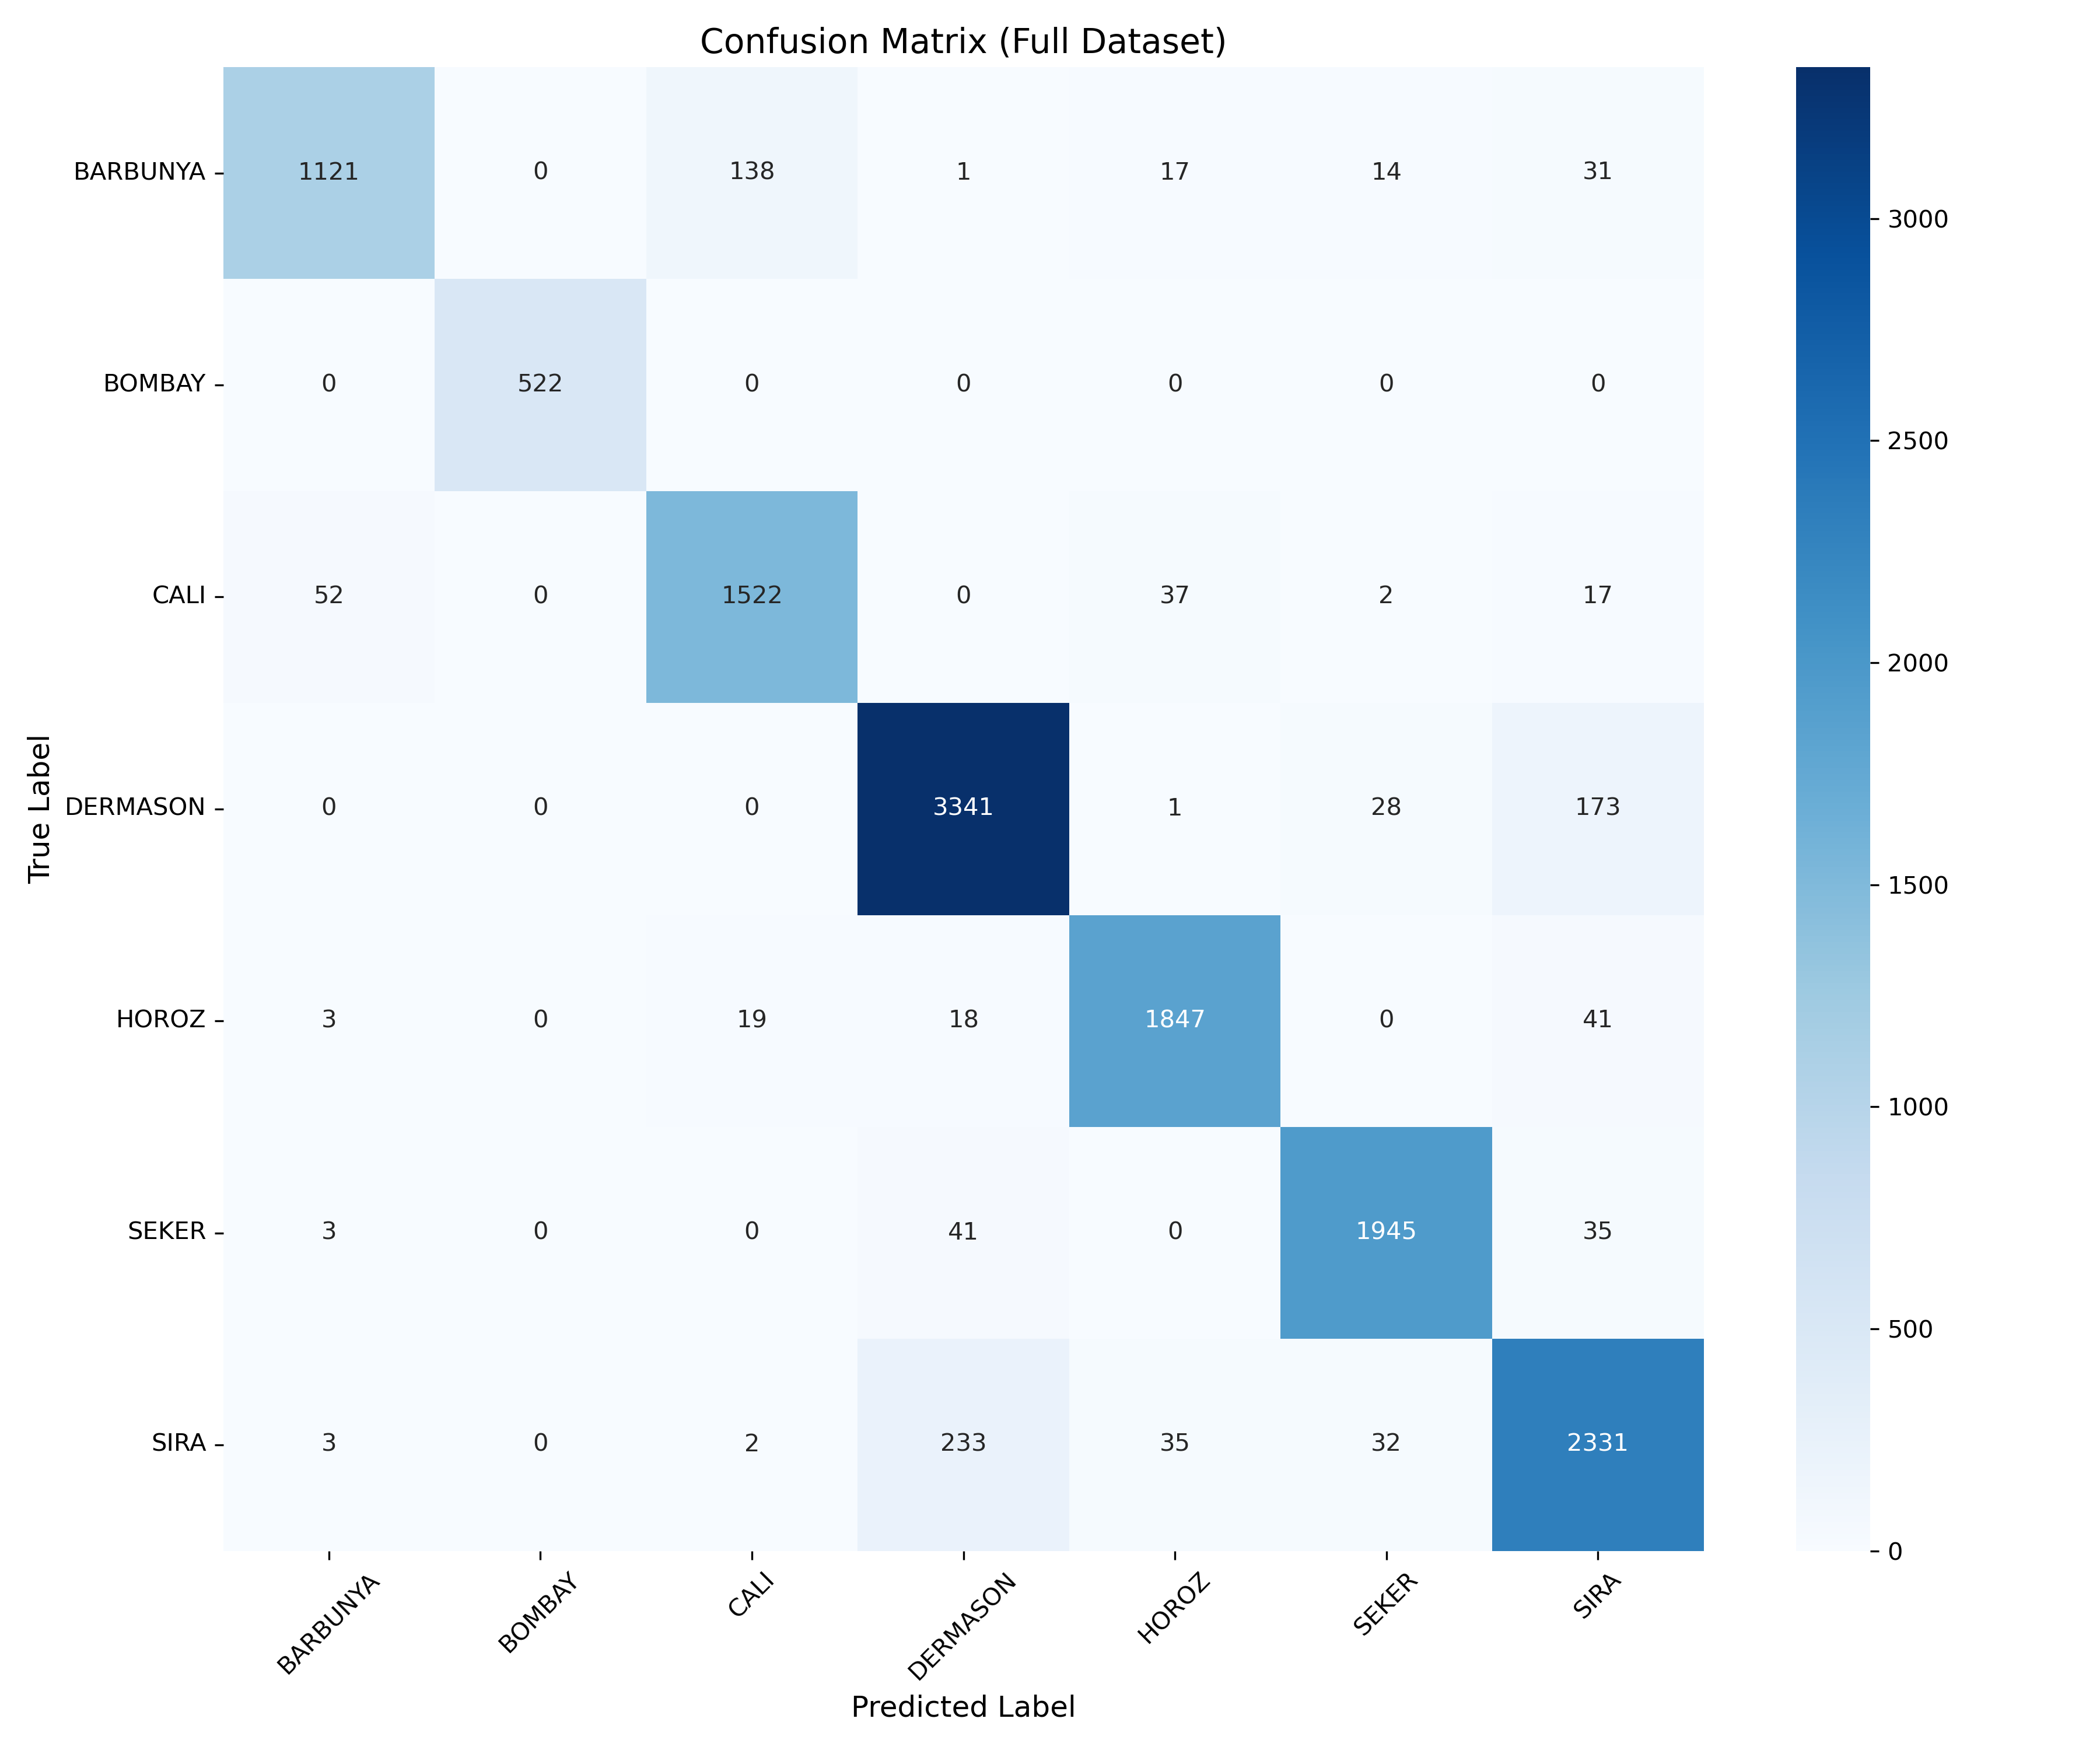 Confusion Matrix (Full Dataset)
BARBUNYA 1121 0 138 1 17 14 31
BOMBAY 0 522 0 0 0 0 0
CALI 52 0 1522 0 37 2 17
DERMASON 0 0 0 3341 1 28 173
HOROZ 3 0 19 18 1847 0 41
SEKER 3 0 0 41 0 1945 35
SIRA 3 0 2 233 35 32 2331
True Label
BARBUNYA BOMBAY CALI DERMASON HOROZ SEKER SIRA
Predicted Label
3000
2500
2000
1500
1000
500
0